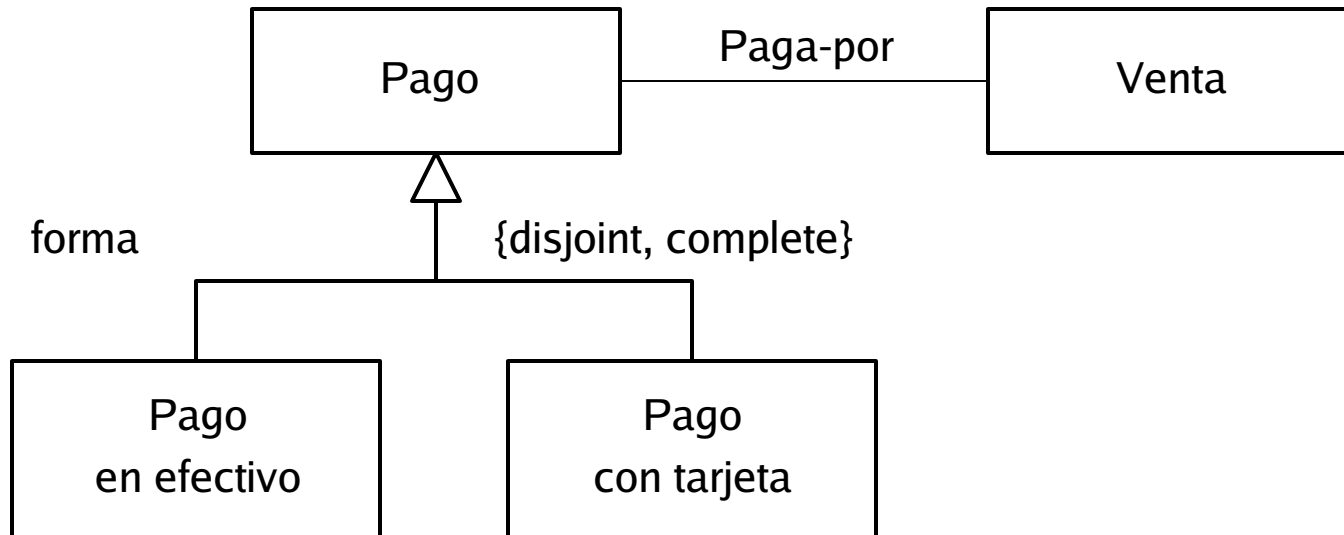 Paga-por
Pago
Venta
forma
{disjoint, complete}
Pago
en efectivo
Pago
con tarjeta